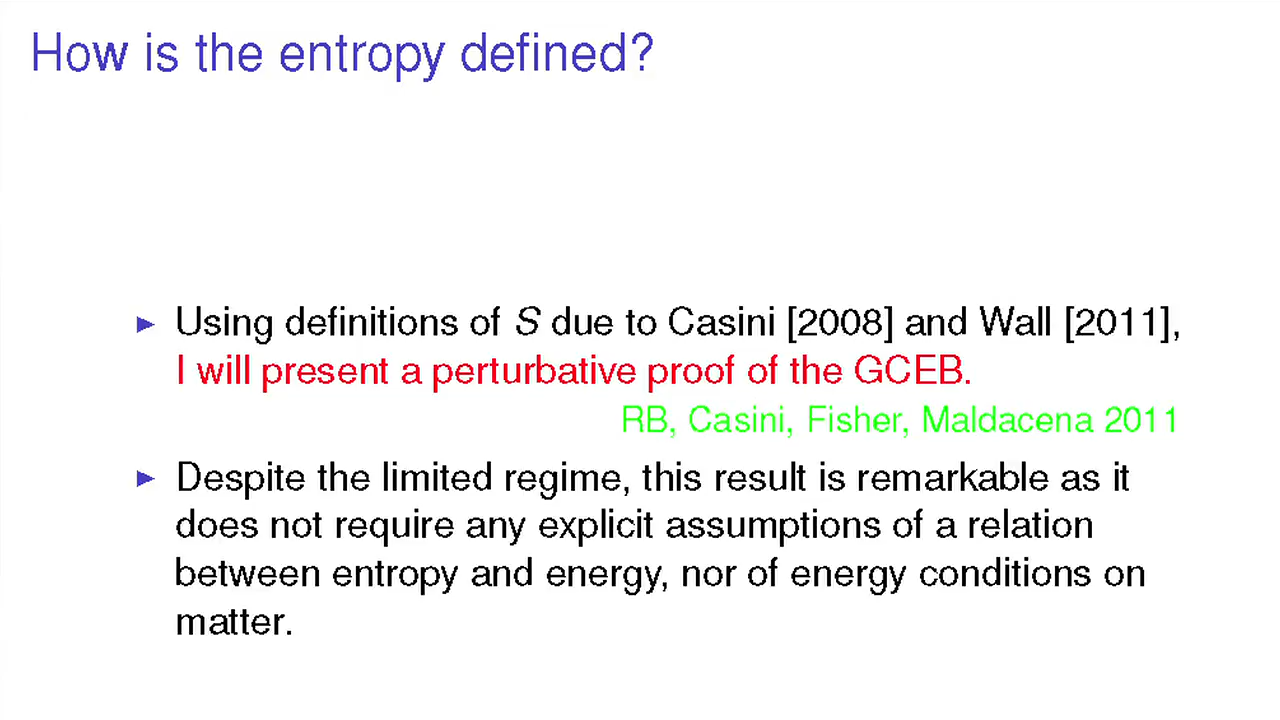 How is the entropy defined?
▶ Using definitions of S due to Casini [2008] and Wall [2011],
I will present a perturbative proof of the GCEB.
RB, Casini, Fisher, Maldacena 2011
▶ Despite the limited regime, this result is remarkable as it
does not require any explicit assumptions of a relation
between entropy and energy, nor of energy conditions on
matter.